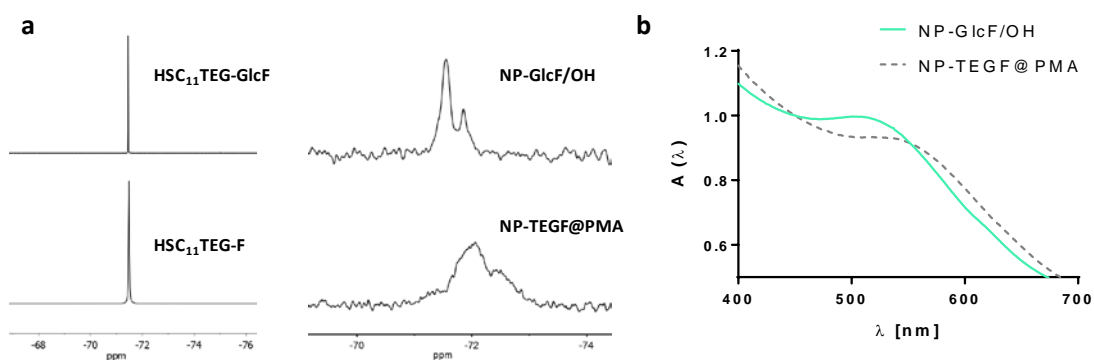 a
HSC₁₁TEG-GlcF
HSC₁₁TEG-F
-68 -70 -72 -74 -76
ppm
NP-GlcF/OH
NP-TEGF@PMA
-70 -72 -74
ppm
b
NP-GlcF/OH
NP-TEGF@PMA
1.2
1.0
0.8
0.6
A (λ)
400 500 600 700
λ [nm]